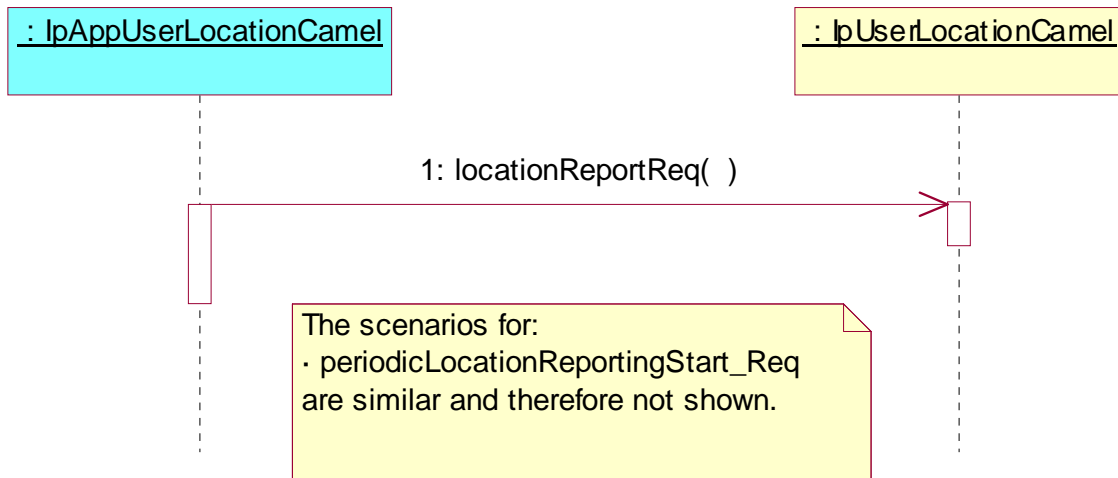 : IpAppUserLocationCamel
: IpUserLocationCamel
1: locationReportReq( )
The scenarios for:
· periodicLocationReportingStart_Req
are similar and therefore not shown.